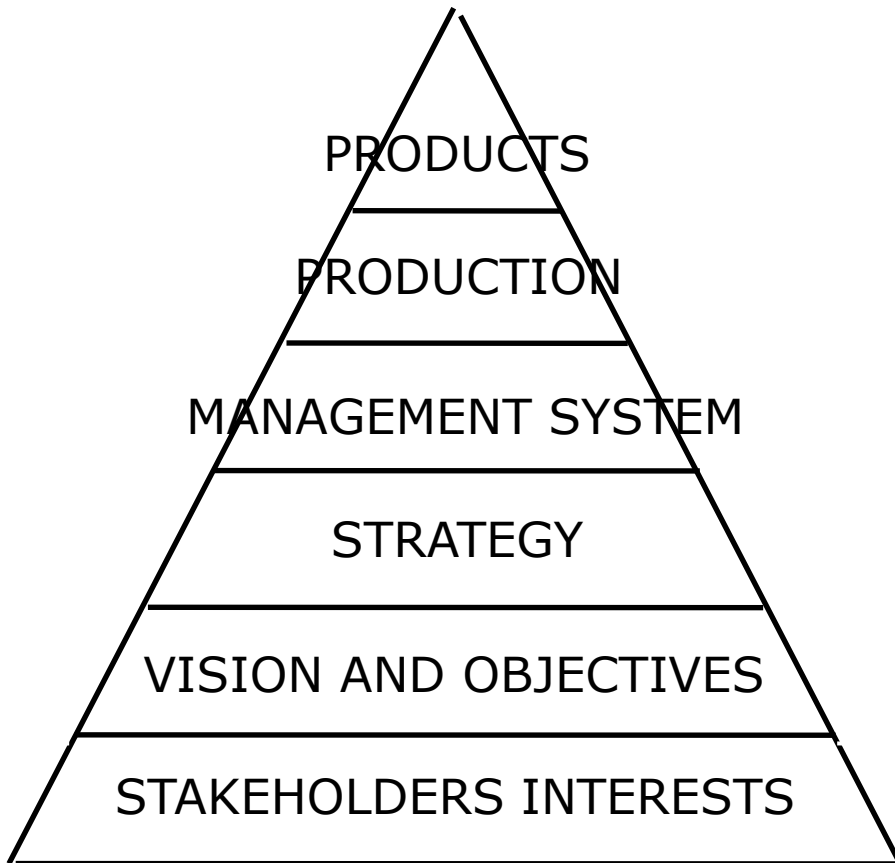 PRODUCTS
PRODUCTION
MANAGEMENT SYSTEM
STRATEGY
VISION AND OBJECTIVES
STAKEHOLDERS INTERESTS